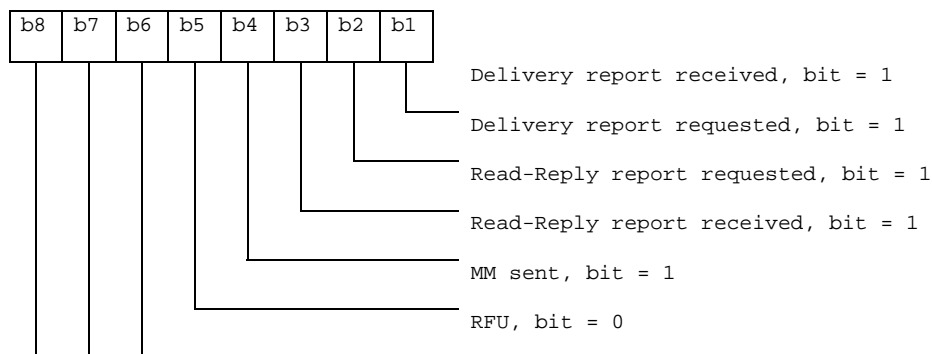 b8 b7 b6 b5 b4 b3 b2 b1
Delivery report received, bit = 1
Delivery report requested, bit = 1
Read-Reply report requested, bit = 1
Read-Reply report received, bit = 1
MM sent, bit = 1
RFU, bit = 0